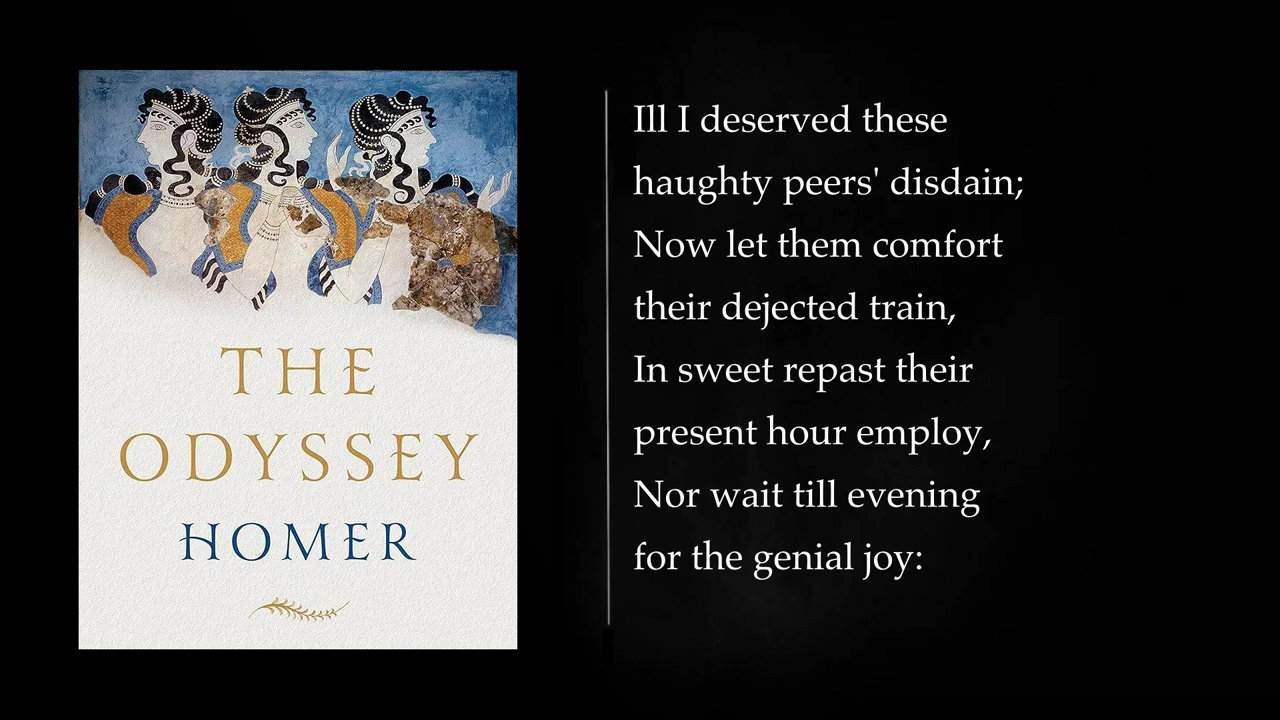 THE
ODYSSEY
HOMER
Ill I deserved these
haughty peers' disdain;
Now let them comfort
their dejected train,
In sweet repast their
present hour employ,
Nor wait till evening
for the genial joy: